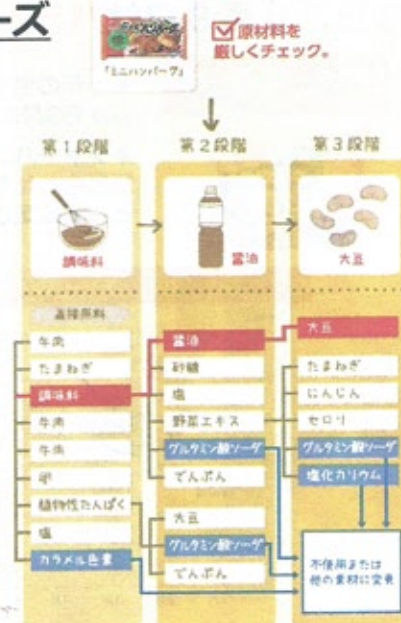 ーズ
「ミニハンバーグ」
原材料を
厳しくチェック。
第1段階
第2段階
第3段階
調味料
醤油
大豆
直接原料
牛肉
たまねぎ
調味料
牛肉
牛肉
卵
植物性たんぱく
塩
カラメル色素
醤油
砂糖
塩
野菜エキス
グルタミン酸ソーダ
でんぷん
大豆
グルタミン酸ソーダ
でんぷん
大豆
たまねぎ
にんじん
セロリ
グルタミン酸ソーダ
塩化カリウム
不使用または
他の素材に変更